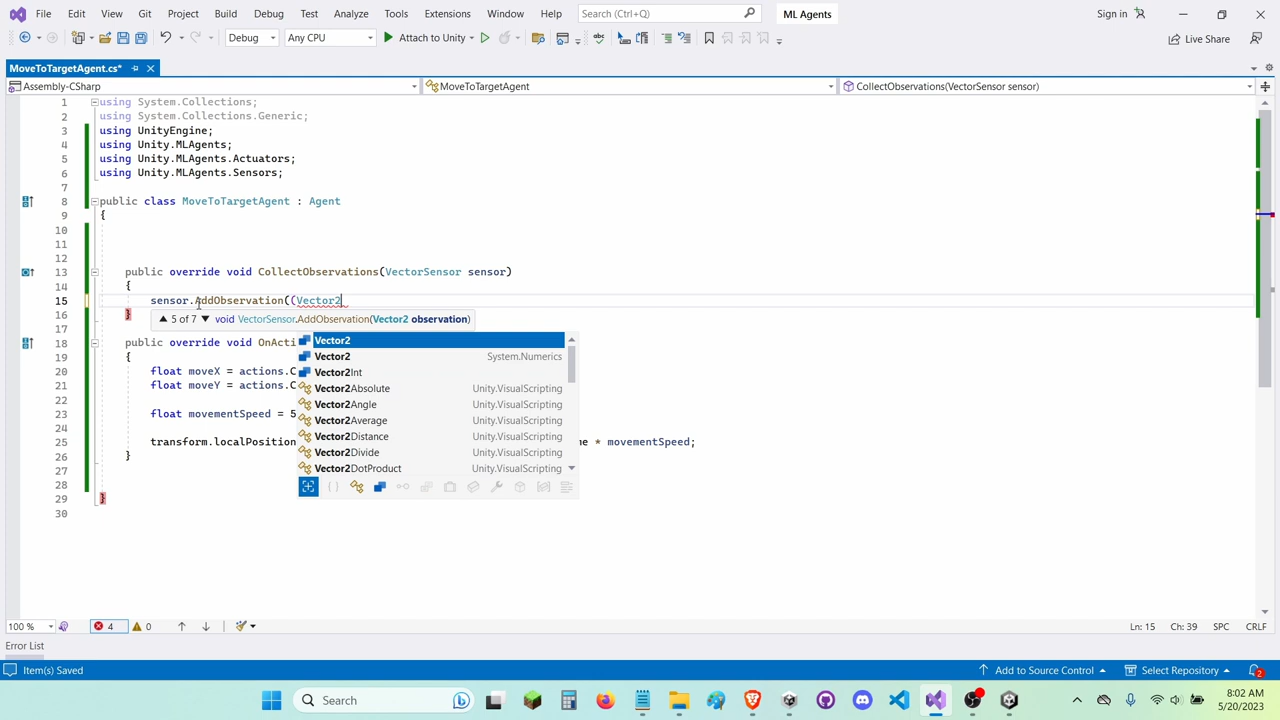 File Edit View Git Project Build Debug Test Analyze Tools Extensions Window Help Search (Ctrl+Q) ML Agents Sign in
Debug Any CPU Attach to Unity Live Share
MoveToTargetAgent.cs*
Assembly-CSharp MoveToTargetAgent CollectObservations(VectorSensor sensor)
1 using System.Collections;
2 using System.Collections.Generic;
3 using UnityEngine;
4 using Unity.MLAgents;
5 using Unity.MLAgents.Actuators;
6 using Unity.MLAgents.Sensors;
7
8 public class MoveToTargetAgent : Agent
9 {
10
11
12
13 public override void CollectObservations(VectorSensor sensor)
14 {
15 sensor.AddObservation((Vector2
16 }
5 of 7 void VectorSensor.AddObservation(Vector2 observation)
17
18 public override void OnActi
19 {
20 float moveX = actions.C
21 float moveY = actions.C
22
23 float movementSpeed = 5
24
25 transform.localPosition me * movementSpeed;
26 }
27
28
29 }
30
Vector2
Vector2 System.Numerics
Vector2Int
Vector2Absolute Unity.VisualScripting
Vector2Angle Unity.VisualScripting
Vector2Average Unity.VisualScripting
Vector2Distance Unity.VisualScripting
Vector2Divide Unity.VisualScripting
Vector2DotProduct Unity.VisualScripting
100 % 4 0 Ln: 15 Ch: 39 SPC CRLF
Error List
Item(s) Saved Add to Source Control Select Repository 2
Search 8:02 AM
5/20/2023